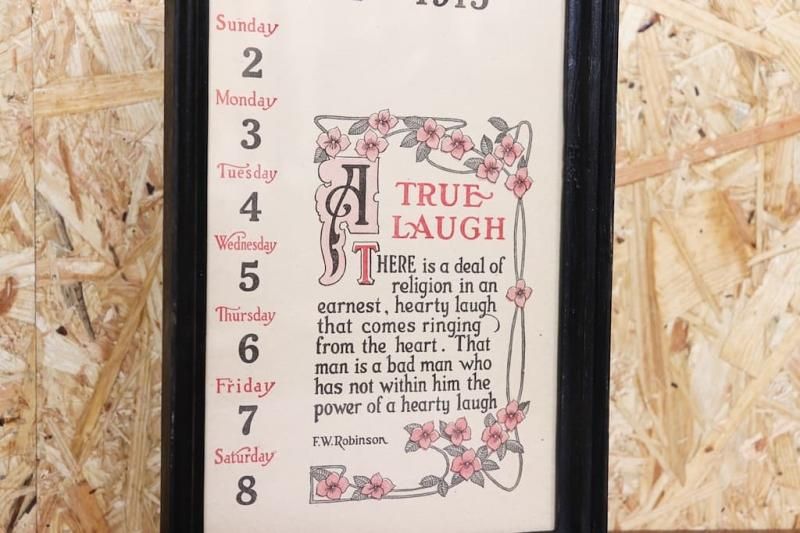 1915
Sunday
2
Monday
3
Tuesday
4
Wednesday
5
Thursday
6
Friday
7
Saturday
8
A TRUE
LAUGH
THERE is a deal of
religion in an
earnest, hearty laugh
that comes ringing
from the heart. That
man is a bad man who
has not within him the
power of a hearty laugh
F.W. Robinson